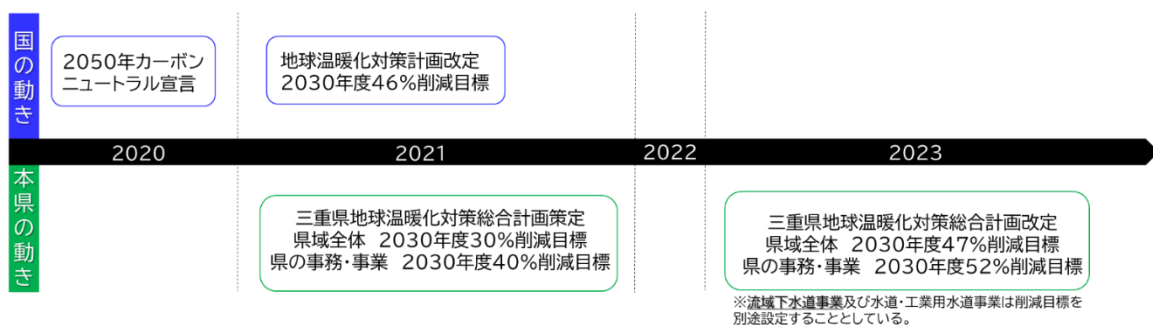 国の動き
2050年カーボン
ニュートラル宣言
地球温暖化対策計画改定
2030年度46%削減目標
2020
2021
2022
2023
本県の動き
三重県地球温暖化対策総合計画策定
県域全体 2030年度30%削減目標
県の事務・事業 2030年度40%削減目標
三重県地球温暖化対策総合計画改定
県域全体 2030年度47%削減目標
県の事務・事業 2030年度52%削減目標
※流域下水道事業及び水道・工業用水道事業は削減目標を
別途設定することとしている。